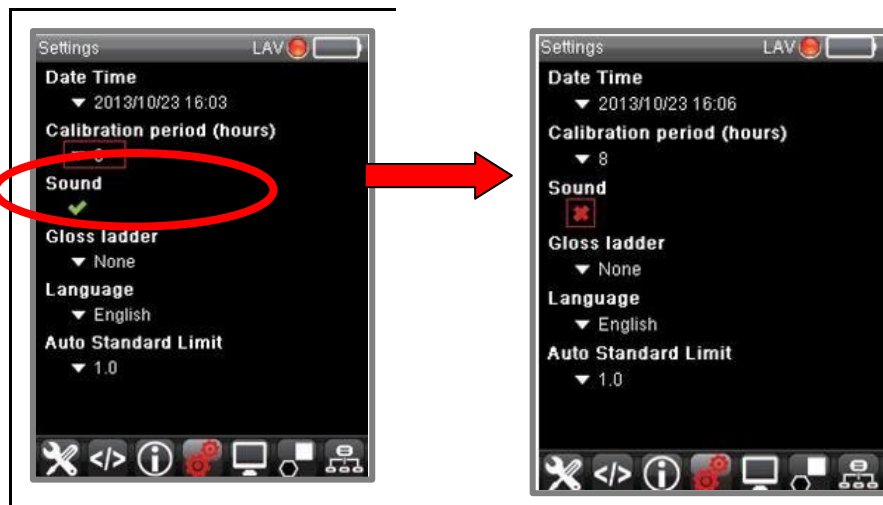 Settings LAV
Date Time
2013/10/23 16:03
Calibration period (hours)
Sound
Gloss ladder
None
Language
English
Auto Standard Limit
1.0
</>
Settings LAV
Date Time
2013/10/23 16:06
Calibration period (hours)
8
Sound
Gloss ladder
None
Language
English
Auto Standard Limit
1.0
</>